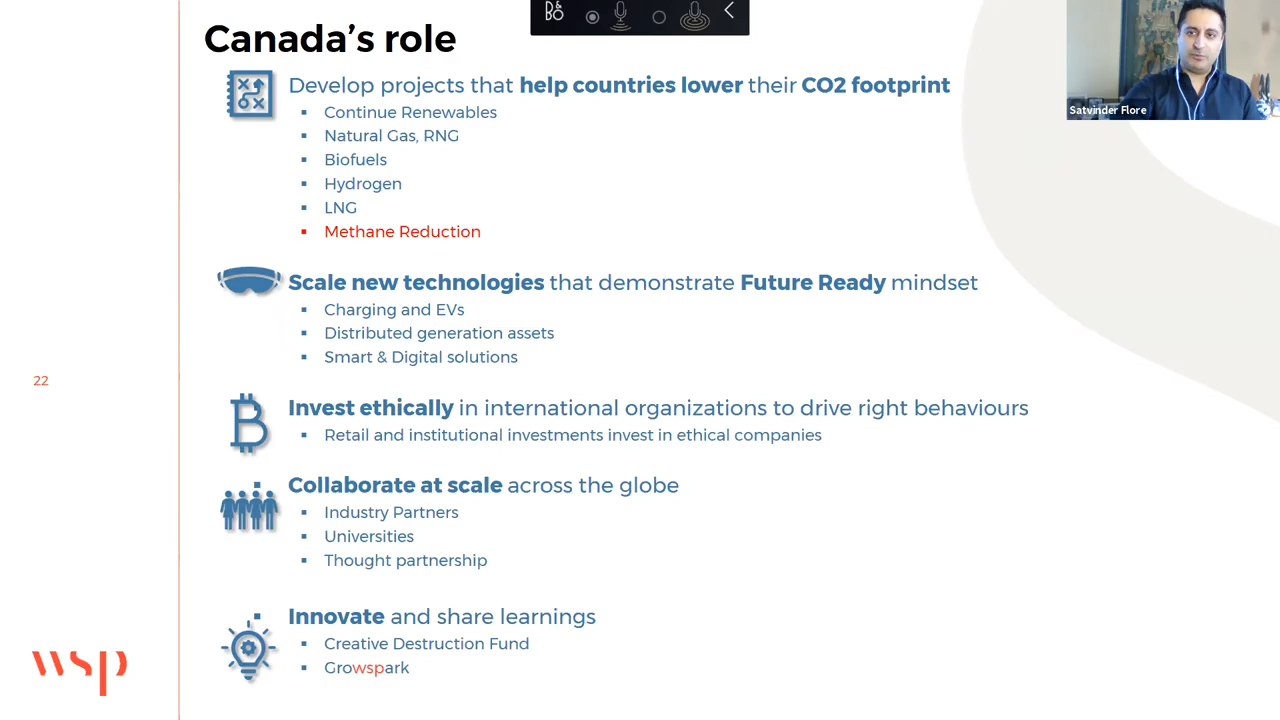 B&O
Canada's role
Satvinder Flore
Develop projects that help countries lower their CO2 footprint
Continue Renewables
Natural Gas, RNG
Biofuels
Hydrogen
LNG
Methane Reduction
Scale new technologies that demonstrate Future Ready mindset
Charging and EVs
Distributed generation assets
Smart & Digital solutions
22
Invest ethically in international organizations to drive right behaviours
Retail and institutional investments invest in ethical companies
Collaborate at scale across the globe
Industry Partners
Universities
Thought partnership
Innovate and share learnings
Creative Destruction Fund
Growspark
wsp